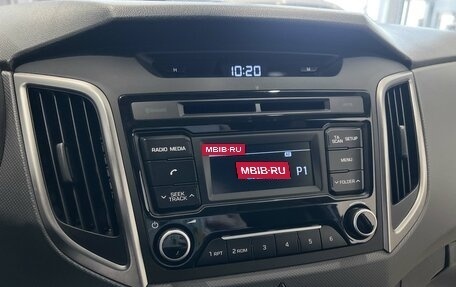 10:20
RADIO MEDIA
TA
SCAN
SETUP
MBIB-RU
MENU
MBIB-RU
P1
SEEK
TRACK
FOLDER
1 RPT
2 RDM
3
4
5
6